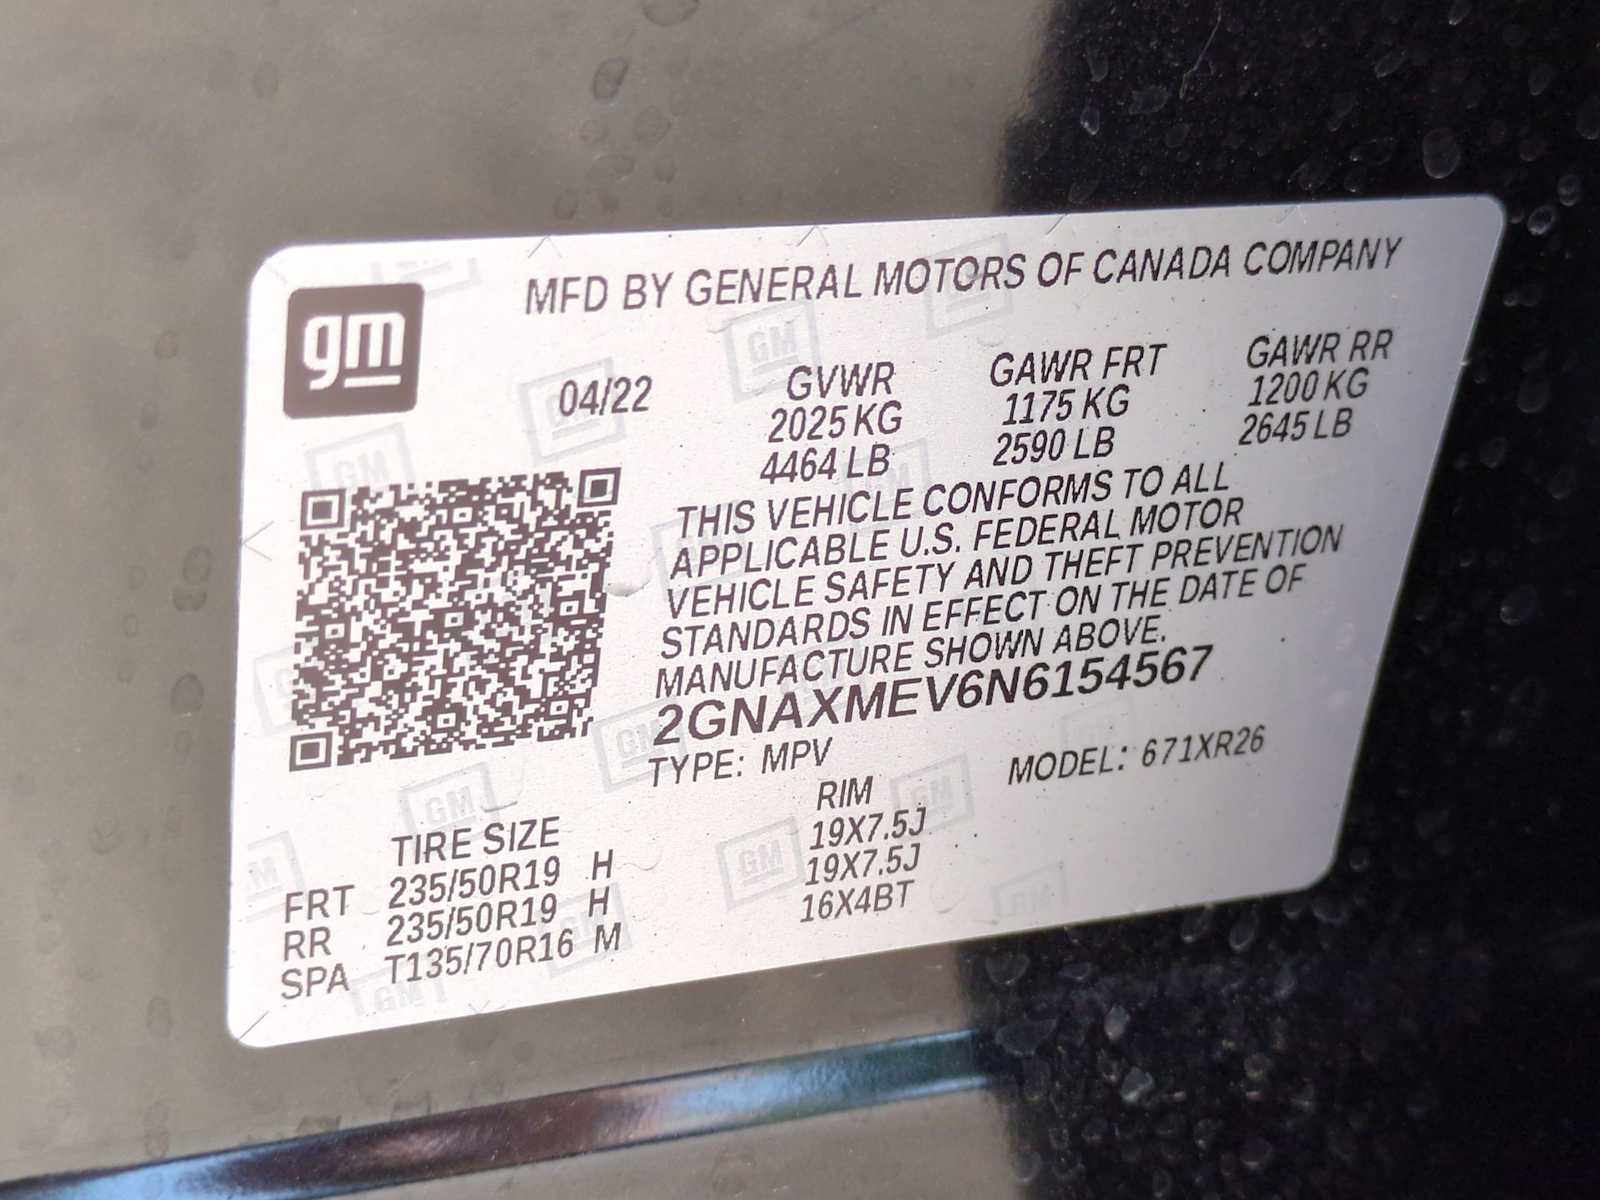 MFD BY GENERAL MOTORS OF CANADA COMPANY
gm
04/22 GVWR GAWR FRT GAWR RR
2025 KG 1175 KG 1200 KG
4464 LB 2590 LB 2645 LB
THIS VEHICLE CONFORMS TO ALL
APPLICABLE U.S. FEDERAL MOTOR
VEHICLE SAFETY AND THEFT PREVENTION
STANDARDS IN EFFECT ON THE DATE OF
MANUFACTURE SHOWN ABOVE.
2GNAXMEV6N6154567
TYPE: MPV MODEL: 671XR26
TIRE SIZE RIM
FRT 235/50R19 H 19X7.5J
RR 235/50R19 H 19X7.5J
SPA T135/70R16 M 16X4BT